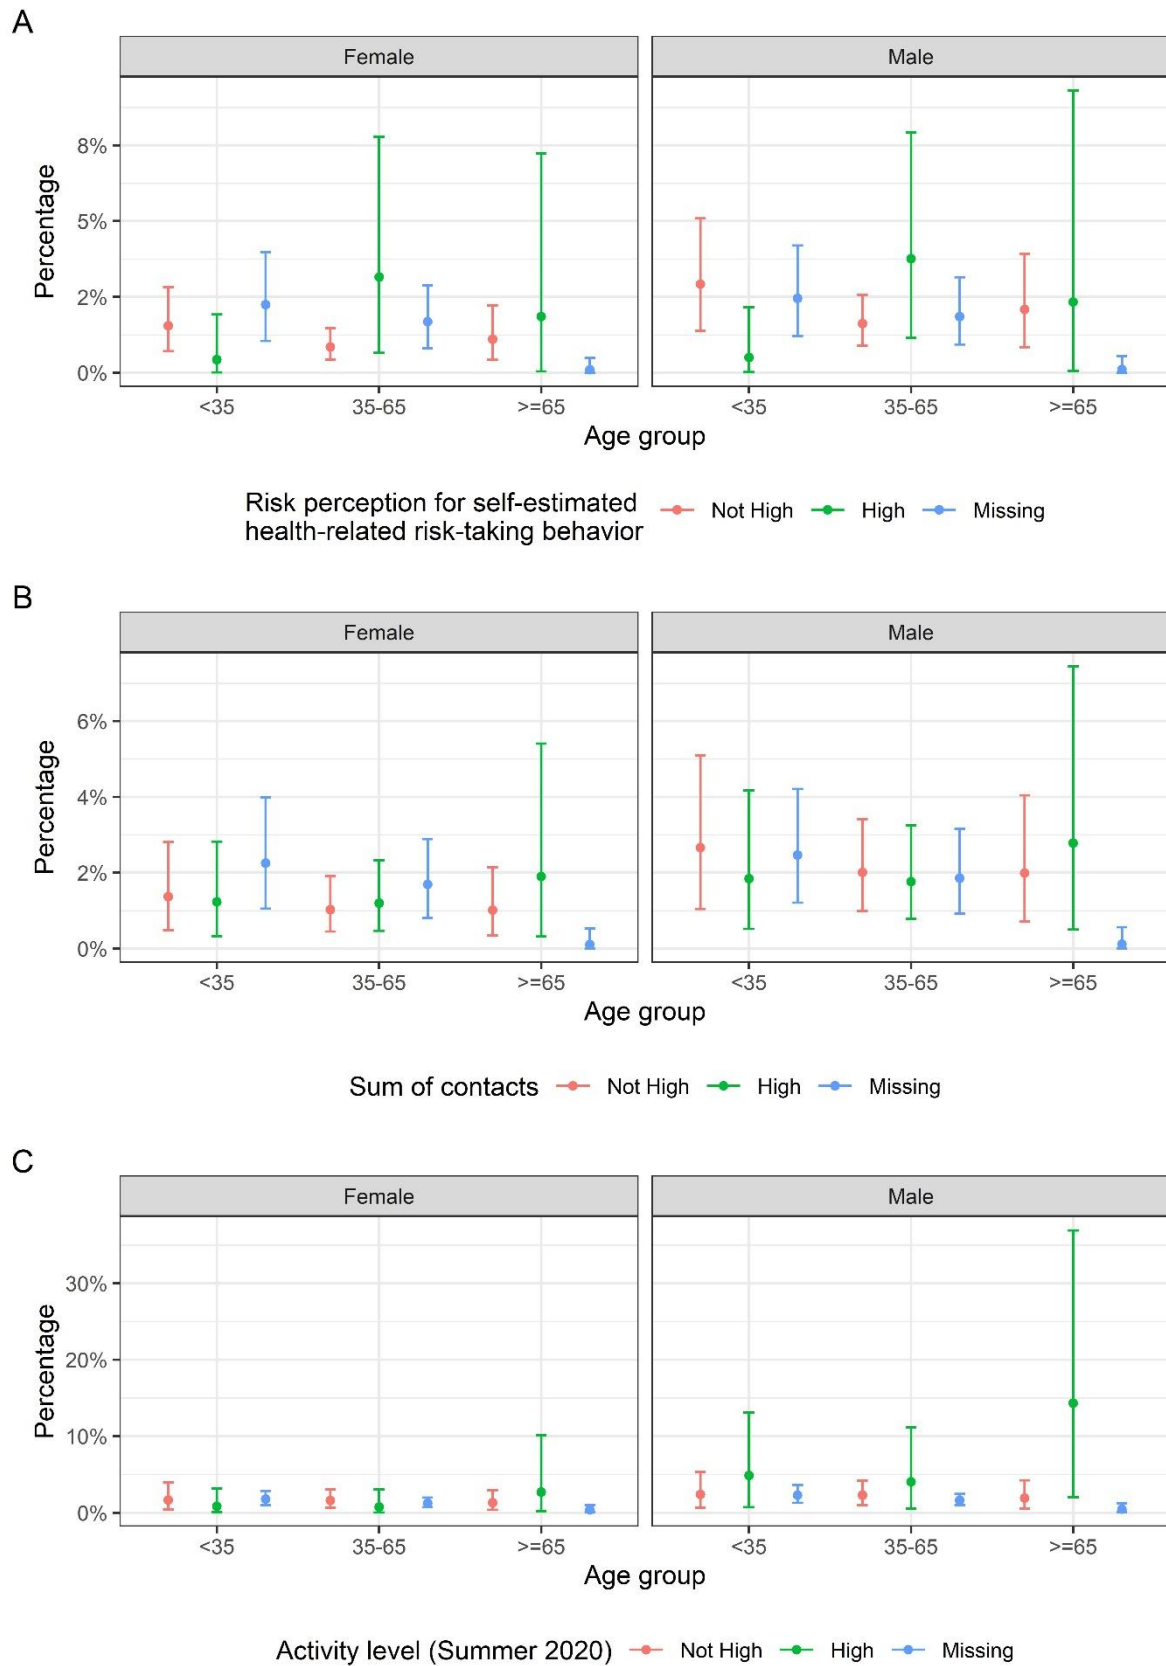 A
Female Male
8%
5%
2%
0%
Percentage
<35 35-65 >=65 <35 35-65 >=65
Age group
Risk perception for self-estimated
health-related risk-taking behavior Not High High Missing
B
Female Male
6%
4%
2%
0%
Percentage
<35 35-65 >=65 <35 35-65 >=65
Age group
Sum of contacts Not High High Missing
C
Female Male
30%
20%
10%
0%
Percentage
<35 35-65 >=65 <35 35-65 >=65
Age group
Activity level (Summer 2020) Not High High Missing